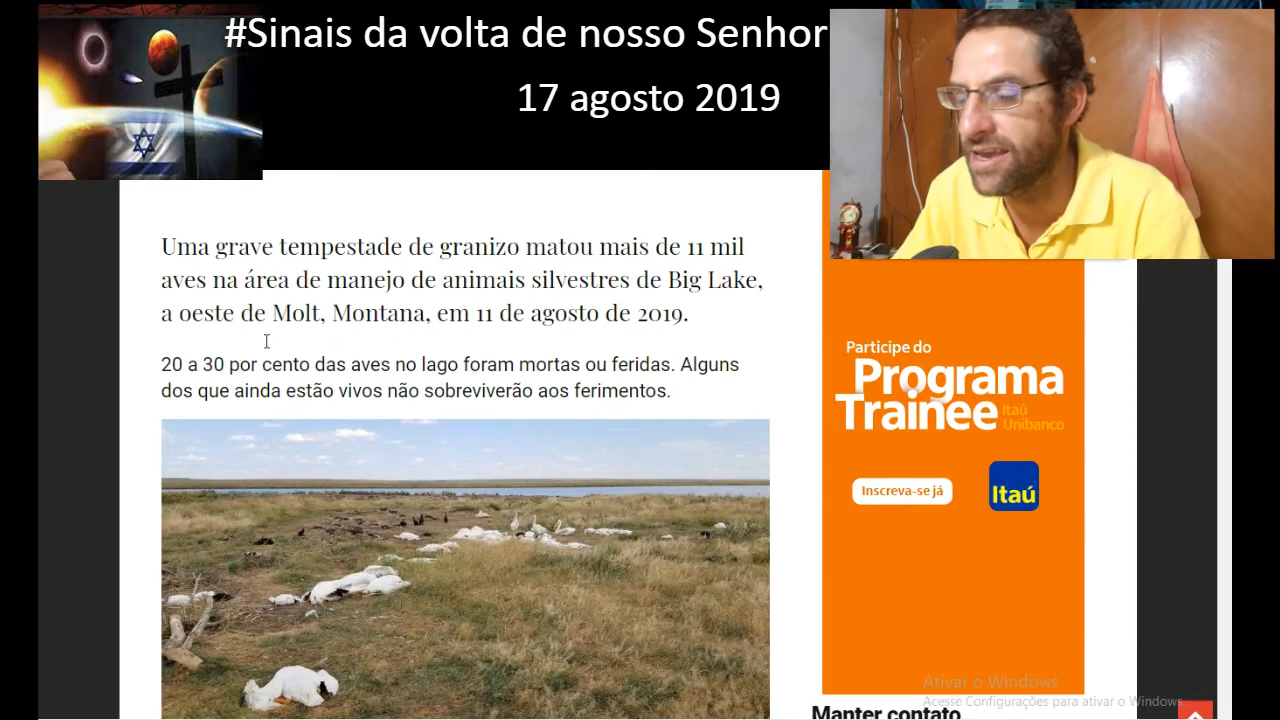 #Sinais da volta de nosso Senhor
17 agosto 2019
Uma grave tempestade de granizo matou mais de 11 mil
aves na área de manejo de animais silvestres de Big Lake,
a oeste de Molt, Montana, em 11 de agosto de 2019.
20 a 30 por cento das aves no lago foram mortas ou feridas. Alguns
dos que ainda estão vivos não sobreviverão aos ferimentos.
Participe do
Programa
Trainee
Itaú
Unibanco
Inscreva-se já
Itaú
Ativar o Windows
Acesse Configurações para ativar o Windows.
Manter contato